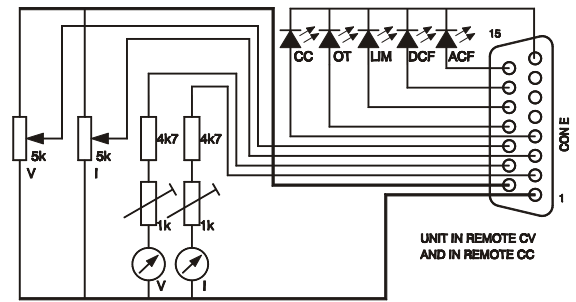 15
CC OT LIM DCF ACF
4k7 4k7
5k 5k
V I
CON E
1k 1k
1
UNIT IN REMOTE CV
AND IN REMOTE CC
V I